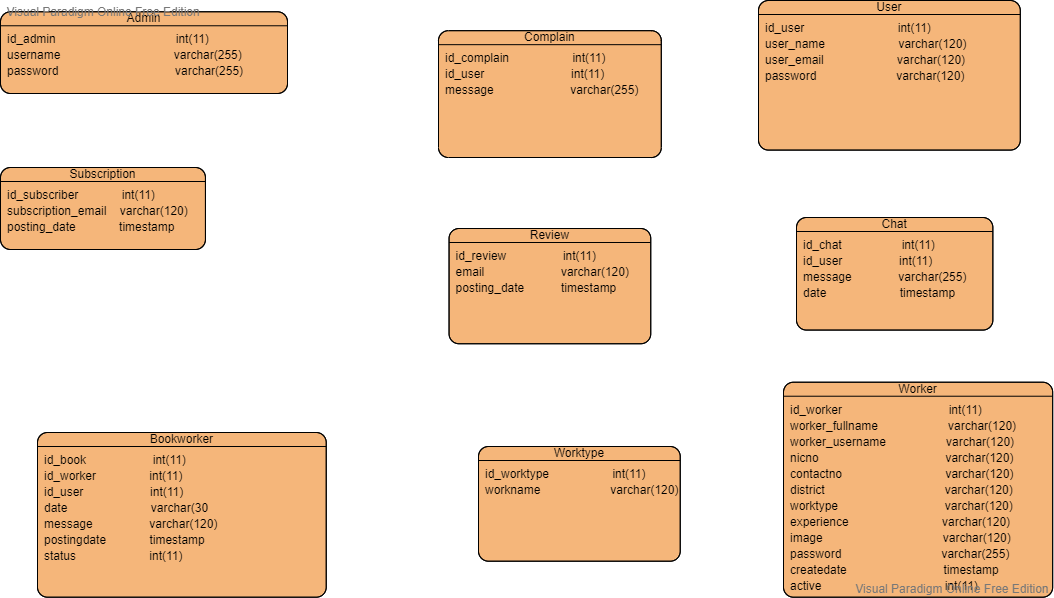 Visual Paradigm Online Free Edition
Admin
id_admin int(11)
username varchar(255)
password varchar(255)
Complain
id_complain int(11)
id_user int(11)
message varchar(255)
User
id_user int(11)
user_name varchar(120)
user_email varchar(120)
password varchar(120)
Subscription
id_subscriber int(11)
subscription_email varchar(120)
posting_date timestamp
Review
id_review int(11)
email varchar(120)
posting_date timestamp
Chat
id_chat int(11)
id_user int(11)
message varchar(255)
date timestamp
Bookworker
id_book int(11)
id_worker int(11)
id_user int(11)
date varchar(30
message varchar(120)
postingdate timestamp
status int(11)
Worktype
id_worktype int(11)
workname varchar(120)
Worker
id_worker int(11)
worker_fullname varchar(120)
worker_username varchar(120)
nicno varchar(120)
contactno varchar(120)
district varchar(120)
worktype varchar(120)
experience varchar(120)
image varchar(120)
password varchar(255)
createdate timestamp
active int(11)
Visual Paradigm Online Free Edition